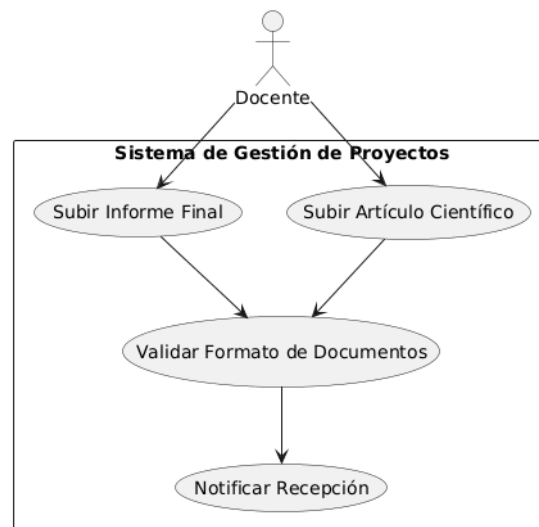 Docente
Sistema de Gestión de Proyectos
Subir Informe Final
Subir Artículo Científico
Validar Formato de Documentos
Notificar Recepción